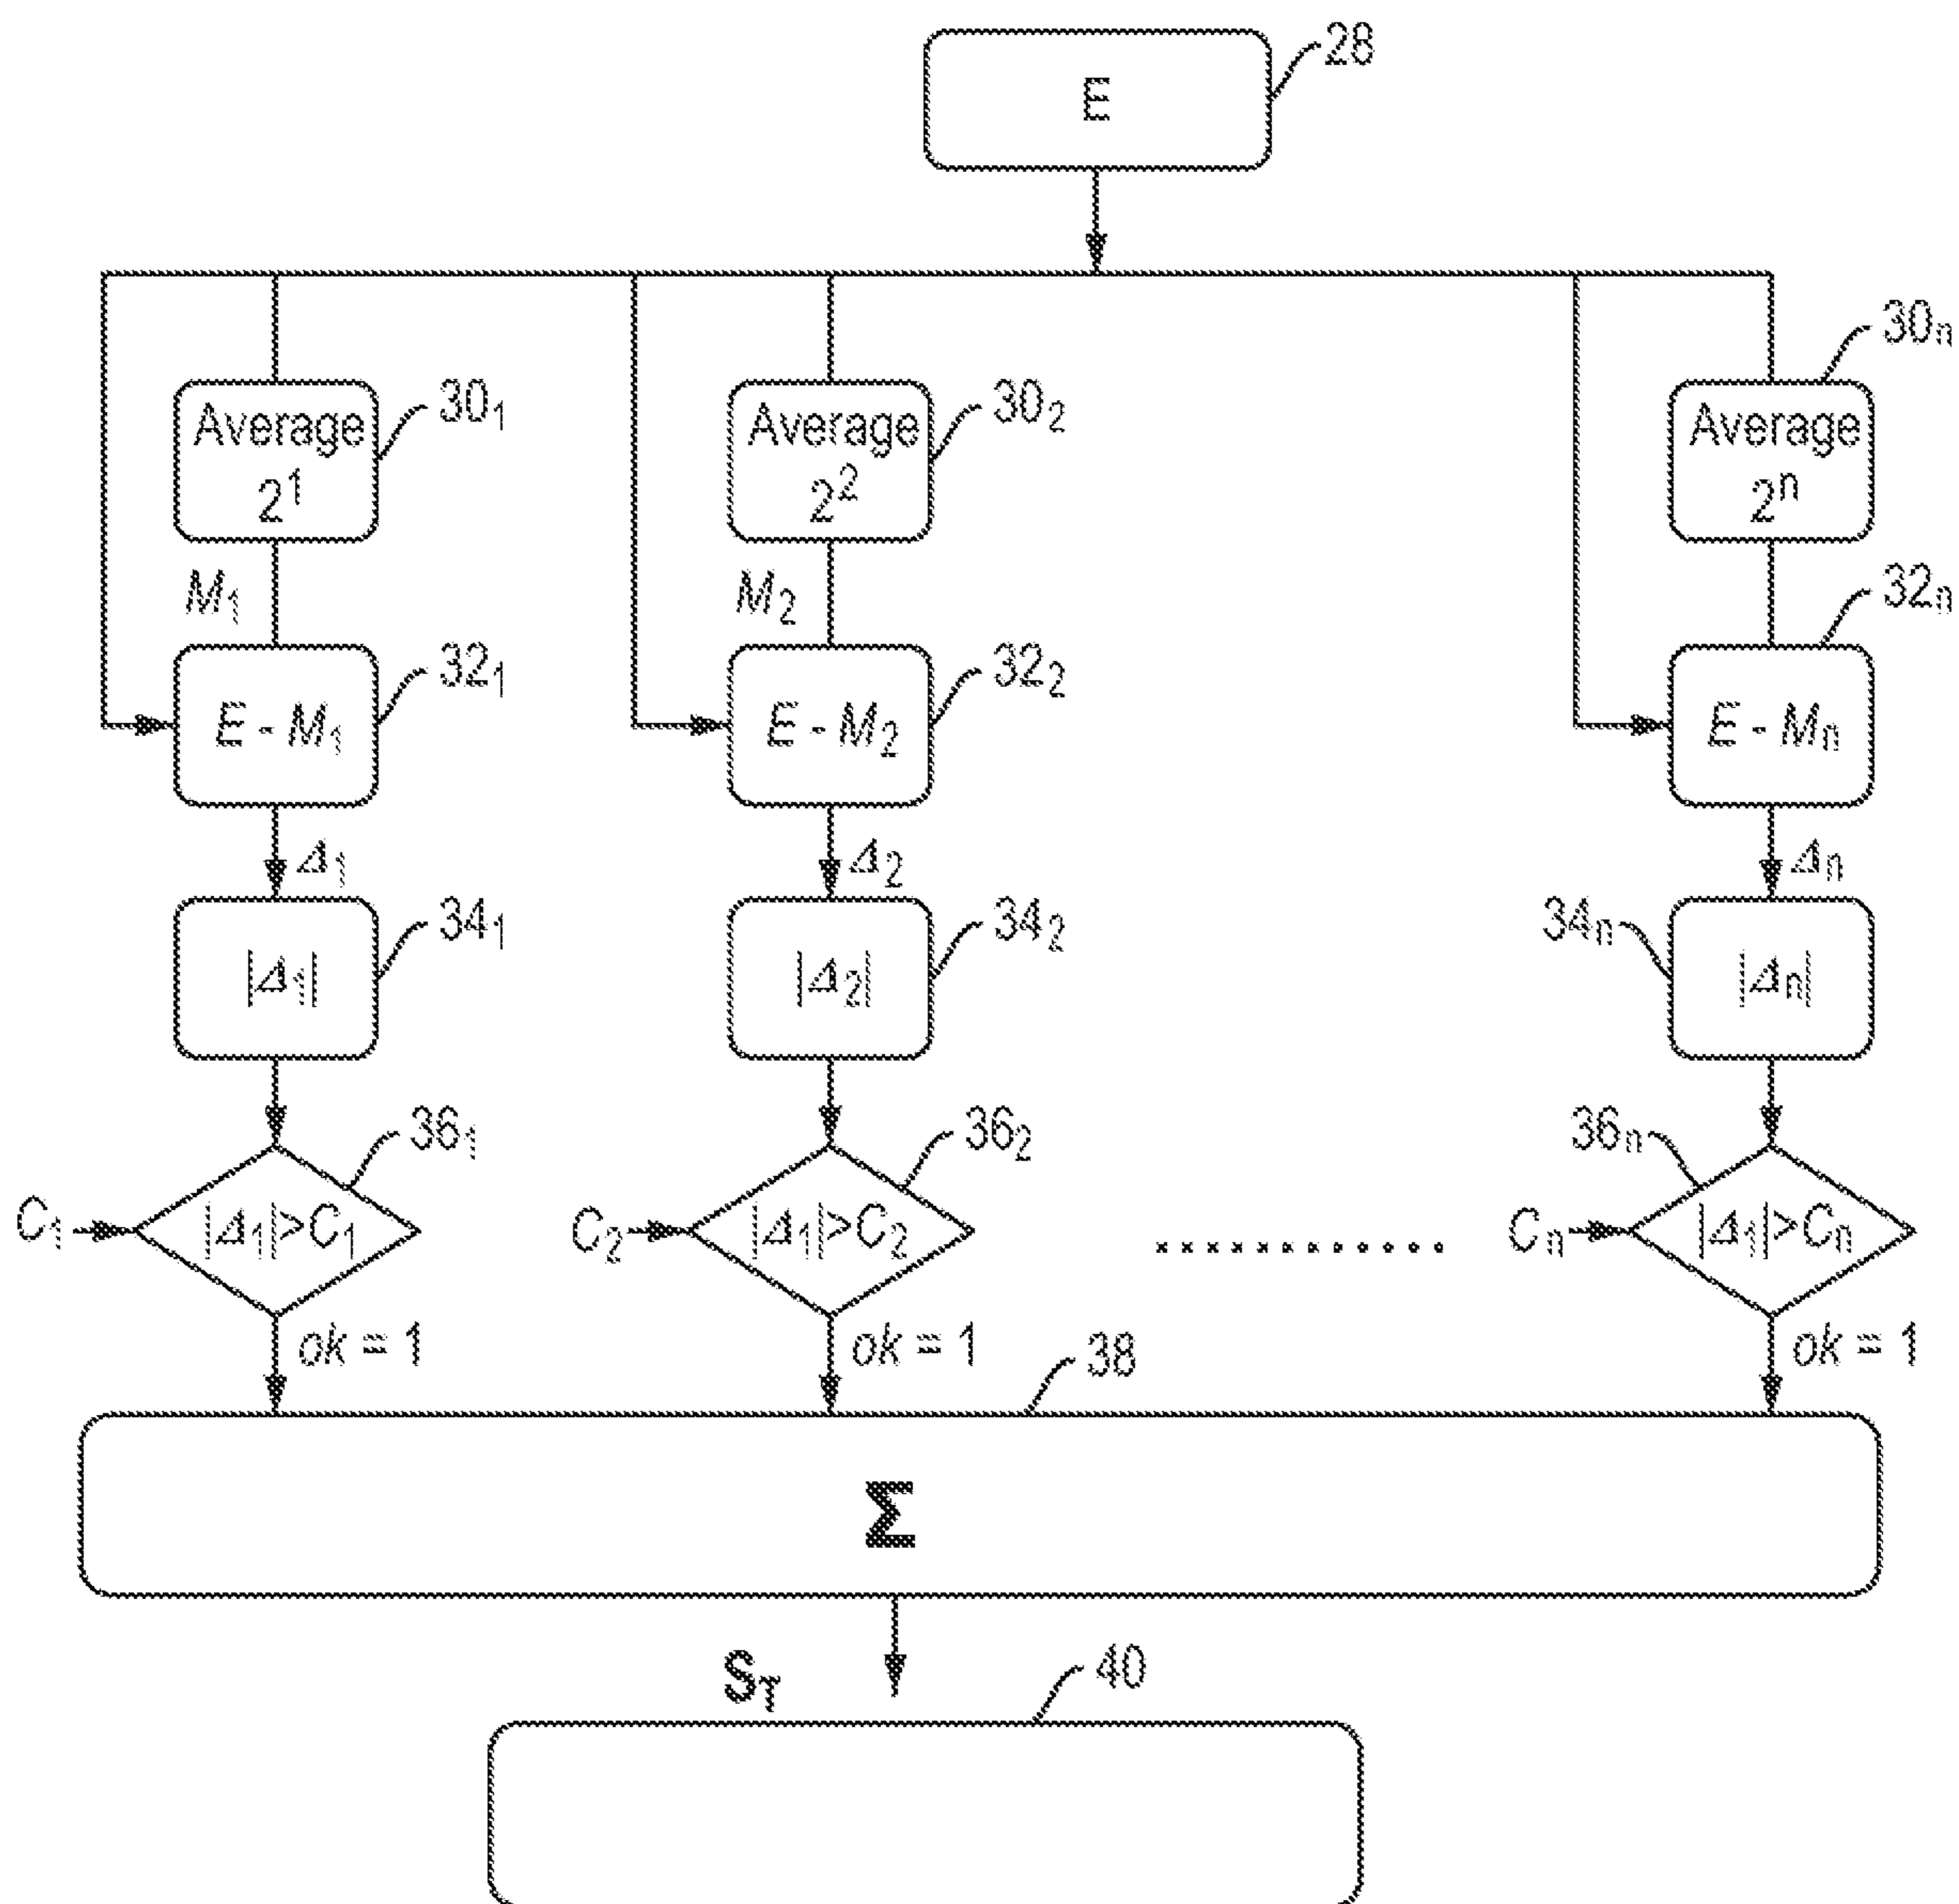 28
E
30₁ 30₂ 30ₙ
Average 2¹
Average 2²
Average 2ⁿ
M₁ M₂
32₁ 32₂ 32ₙ
E - M₁
E - M₂
E - Mₙ
Δ₁ Δ₂ Δₙ
34₁ 34₂ 34ₙ
|Δ₁|
|Δ₂|
|Δₙ|
36₁ 36₂ 36ₙ
C₁ |Δ₁|>C₁
C₂ |Δ₁|>C₂
............
Cₙ |Δ₁|>Cₙ
ok = 1 ok = 1 ok = 1
38
Σ
S_T
40